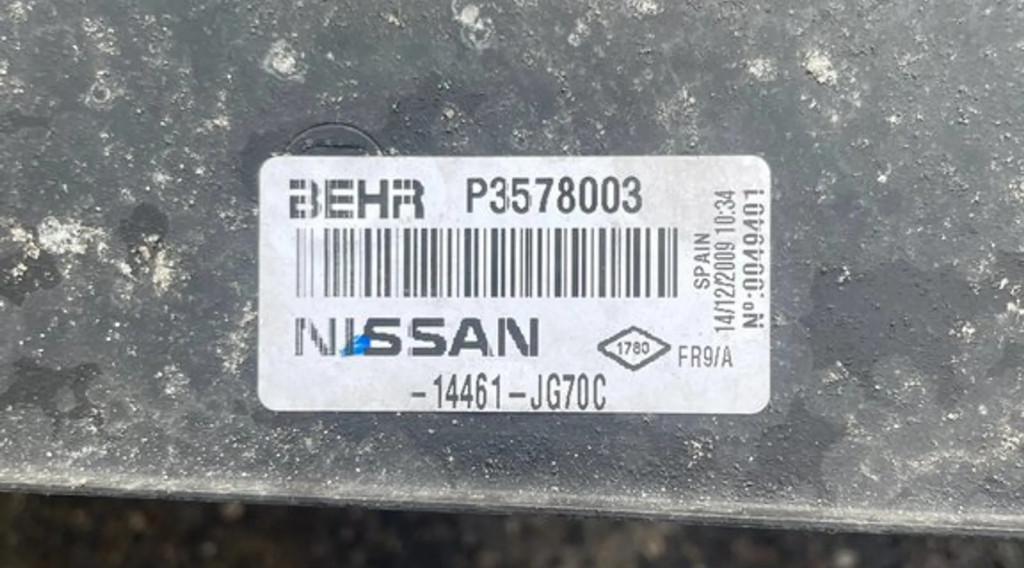 BEHR P3578003
NISSAN
1780
FR9/A
-14461-JG70C
SPAIN
14/12/2009 10:34
Nº:0049401